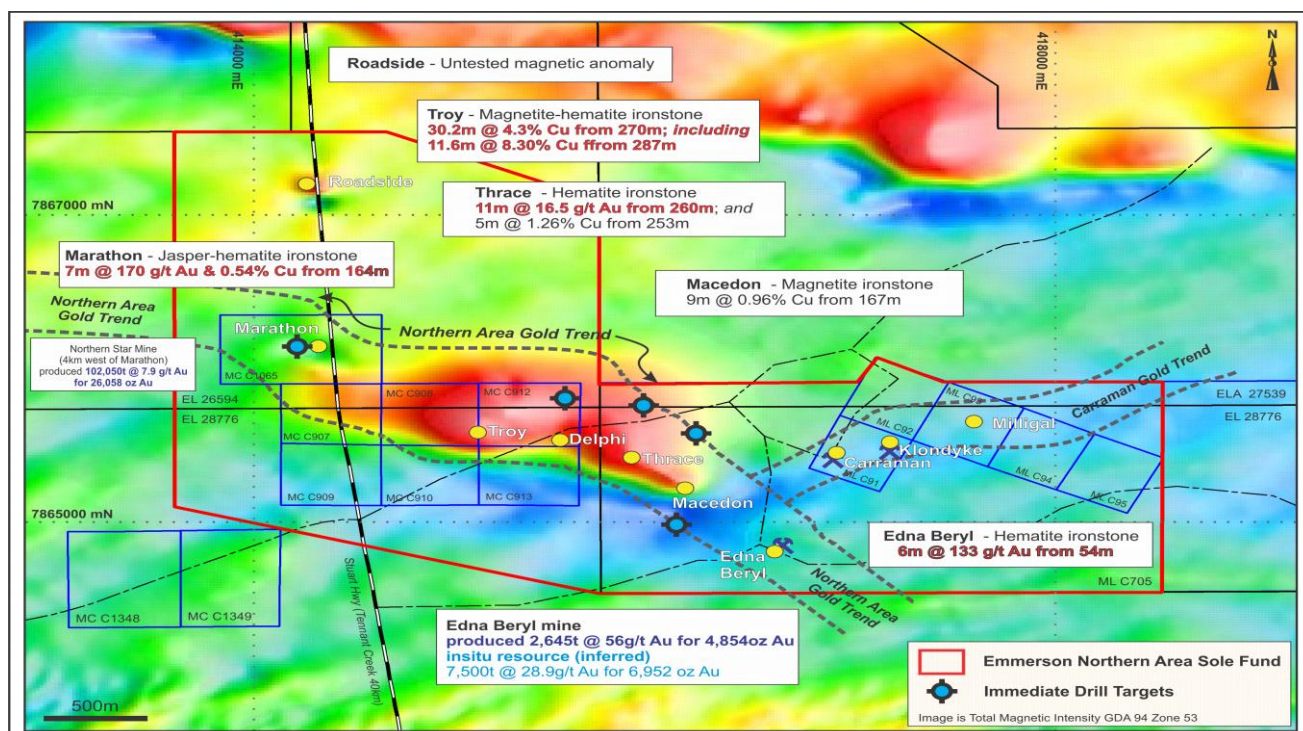 414000 mE
418000 mE
N
Roadside - Untested magnetic anomaly
Troy - Magnetite-hematite ironstone
30.2m @ 4.3% Cu from 270m; including
11.6m @ 8.30% Cu ffrom 287m
Thrace - Hematite ironstone
11m @ 16.5 g/t Au from 260m; and
5m @ 1.26% Cu from 253m
Roadside
7867000 mN
Marathon - Jasper-hematite ironstone
7m @ 170 g/t Au & 0.54% Cu from 164m
Macedon - Magnetite ironstone
9m @ 0.96% Cu from 167m
Northern Area
Gold Trend
Northern Area Gold Trend
Marathon
Northern Star Mine
(4km west of Marathon)
produced 102,050t @ 7.9 g/t Au
for 26,058 oz Au
MC C1065
EL 26594
EL 28776
MC C908
MC C912
MC C907
Troy
Delphi
Thrace
Macedon
MC C909
MC C910
MC C913
ML C92
Carraman Gold Trend
ELA 27539
EL 28776
Milligal
Klondyke
Carraman
ML C91
ML C94
ML C95
7865000 mN
Edna Beryl - Hematite ironstone
6m @ 133 g/t Au from 54m
Edna
Beryl
Northern Area
Gold Trend
ML C705
MC C1348
MC C1349
Stuart Hwy (Tennant Creek 40km)
Edna Beryl mine
produced 2,645t @ 56g/t Au for 4,854oz Au
insitu resource (inferred)
7,500t @ 28.9g/t Au for 6,952 oz Au
Emmerson Northern Area Sole Fund
Immediate Drill Targets
Image is Total Magnetic Intensity GDA 94 Zone 53
500m